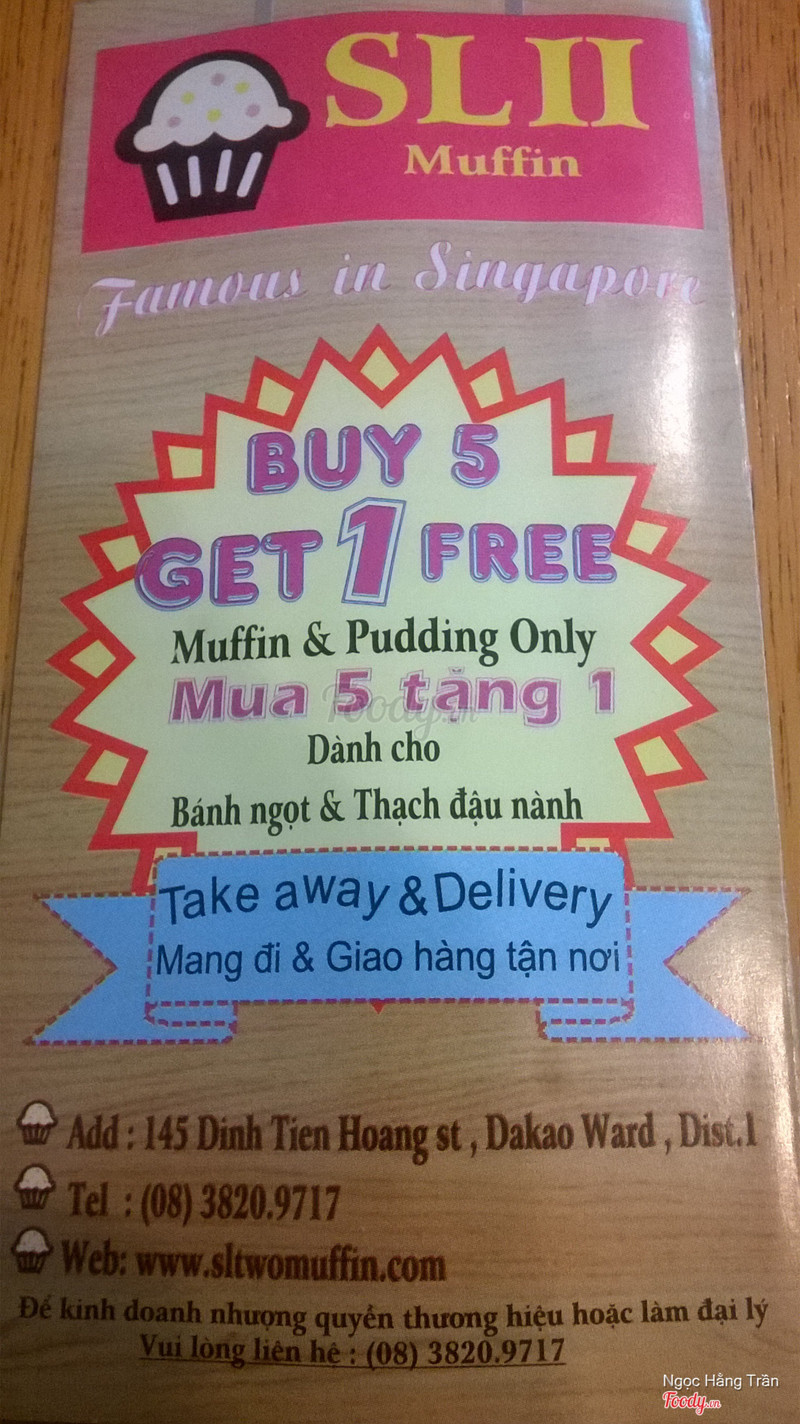 SL II
Muffin
Famous in Singapore
BUY 5
GET 1 FREE
Muffin & Pudding Only
Mua 5 tặng 1
Foody.vn
Dành cho
Bánh ngọt & Thạch đậu nành
Take away & Delivery
Mang đi & Giao hàng tận nơi
Add : 145 Dinh Tien Hoang st , Dakao Ward , Dist.1
Tel : (08) 3820.9717
Web: www.sltwomuffin.com
Để kinh doanh nhượng quyền thương hiệu hoặc làm đại lý
Vui lòng liên hệ : (08) 3820.9717
Ngọc Hằng Trần
Foody.vn